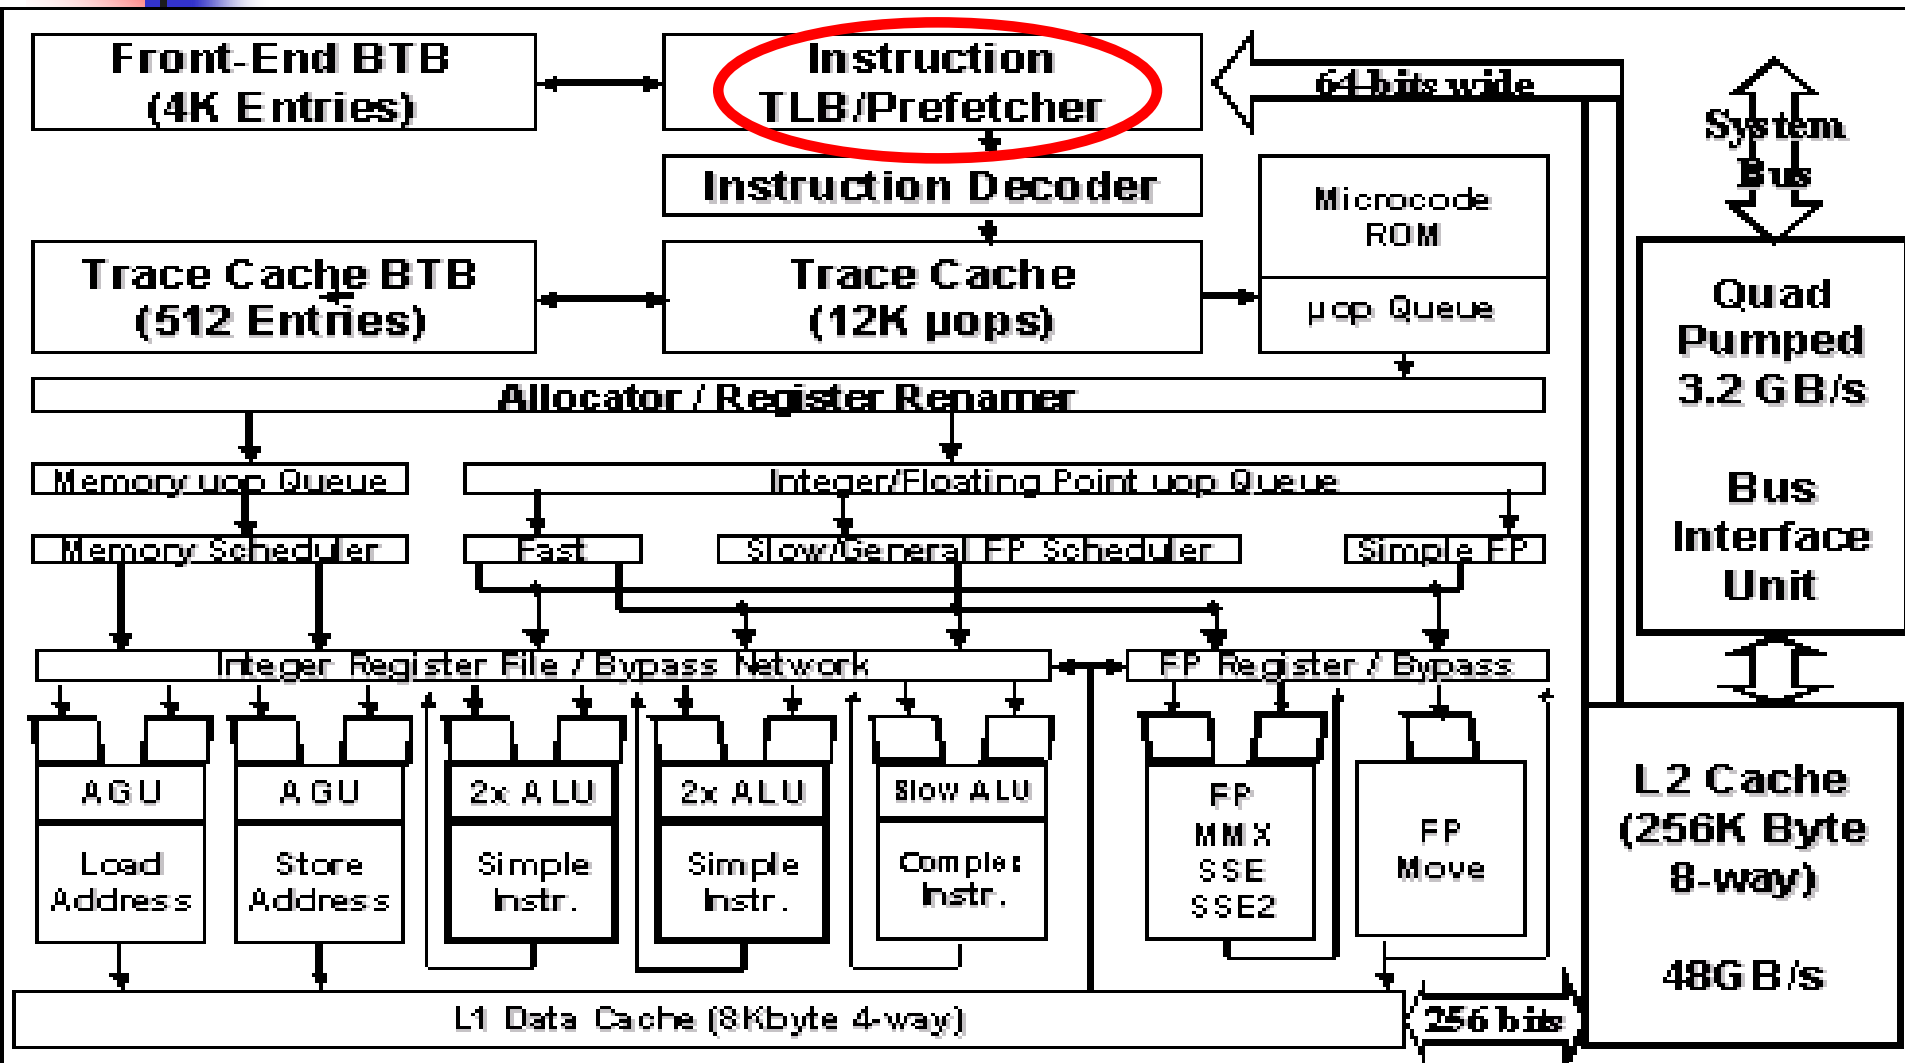 Front-End BTB
(4K Entries)
Instruction
TLB/Prefetcher
64-bits wide
System
Bus
Instruction Decoder
Microcode
ROM
Trace Cache BTB
(512 Entries)
Trace Cache
(12K µops)
µop Queue
Quad
Pumped
3.2 GB/s
Bus
Interface
Unit
Allocator / Register Renamer
Memory uop Queue
Integer/Floating Point uop Queue
Memory Scheduler
Fast
Slow/General FP Scheduler
Simple FP
Integer Register File / Bypass Network
FP Register / Bypass
AGU
Load
Address
AGU
Store
Address
2x ALU
Simple
Instr.
2x ALU
Simple
Instr.
Slow ALU
Complex
Instr.
FP
MMX
SSE
SSE2
FP
Move
L2 Cache
(256K Byte
8-way)
48GB/s
L1 Data Cache (8Kbyte 4-way)
256 bits